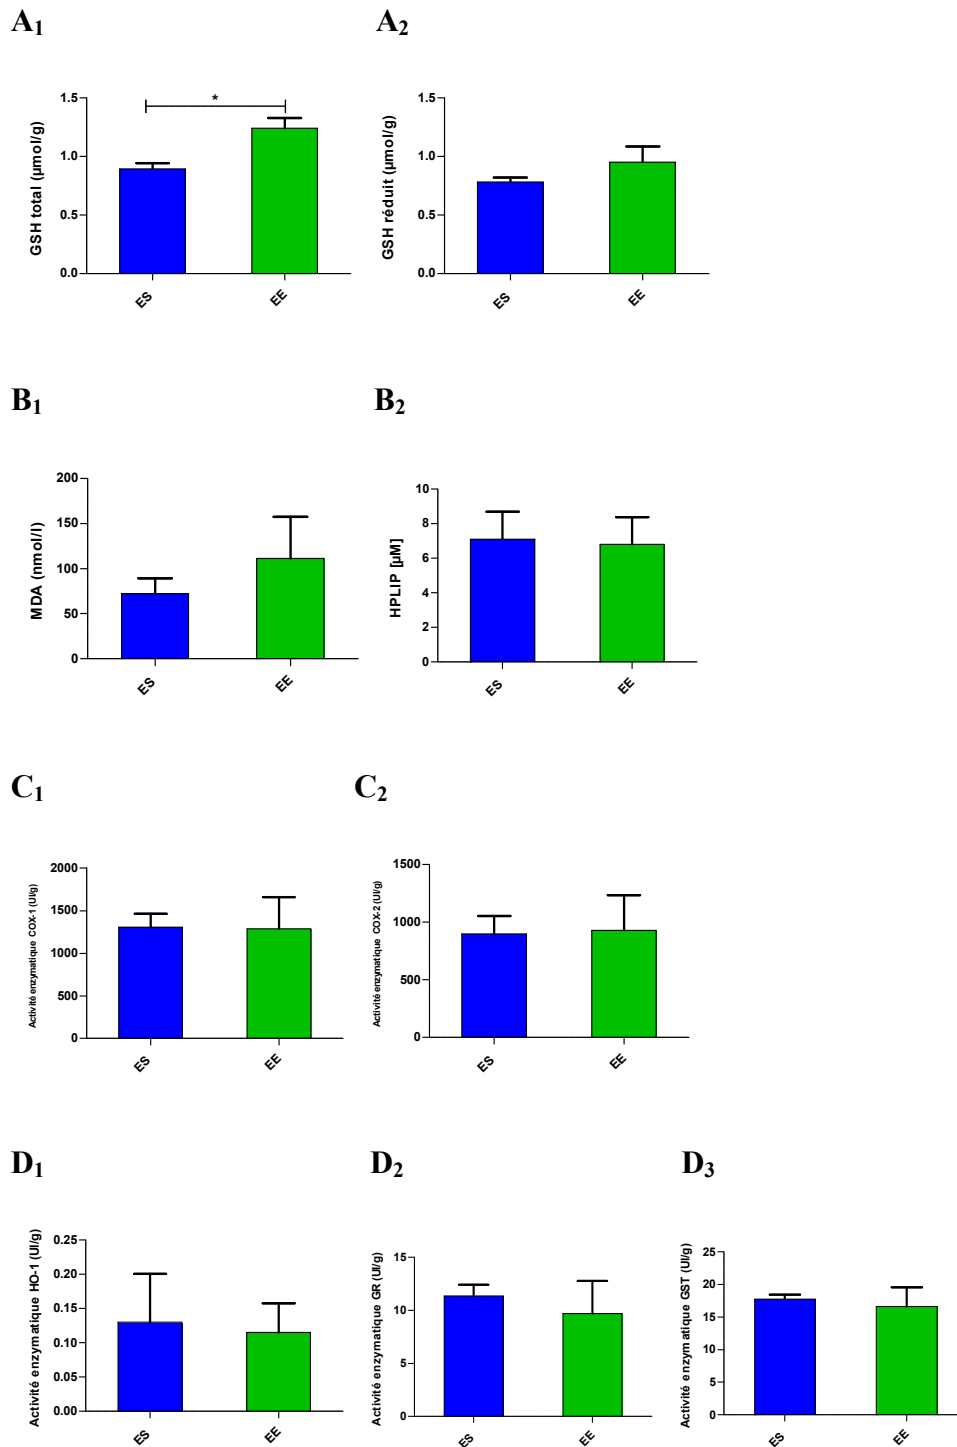 A1
A2
*
GSH total (µmol/g)
1.5
1.0
0.5
0.0
ES
EE
GSH réduit (µmol/g)
1.5
1.0
0.5
0.0
ES
EE
B1
B2
MDA (nmol/l)
200
150
100
50
0
ES
EE
HPLIP [µM]
10
8
6
4
2
0
ES
EE
C1
C2
Activité enzymatique COX-1 (UI/g)
2000
1500
1000
500
0
ES
EE
Activité enzymatique COX-2 (UI/g)
1500
1000
500
0
ES
EE
D1
D2
D3
Activité enzymatique HO-1 (UI/g)
0.25
0.20
0.15
0.10
0.05
0.00
ES
EE
Activité enzymatique GR (UI/g)
15
10
5
0
ES
EE
Activité enzymatique GST (UI/g)
25
20
15
10
5
0
ES
EE